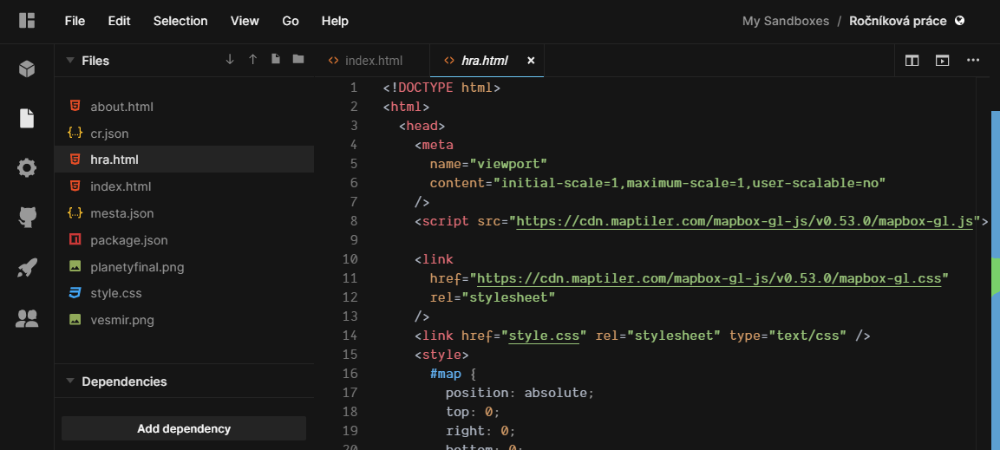 File Edit Selection View Go Help My Sandboxes / Ročníková práce
Files
index.html
hra.html
about.html
cr.json
hra.html
index.html
mesta.json
package.json
planetyfinal.png
style.css
vesmir.png
Dependencies
Add dependency
1 <!DOCTYPE html>
2 <html>
3 <head>
4 <meta
5 name="viewport"
6 content="initial-scale=1,maximum-scale=1,user-scalable=no"
7 />
8 <script src="https://cdn.maptiler.com/mapbox-gl-js/v0.53.0/mapbox-gl.js">
9
10 <link
11 href="https://cdn.maptiler.com/mapbox-gl-js/v0.53.0/mapbox-gl.css"
12 rel="stylesheet"
13 />
14 <link href="style.css" rel="stylesheet" type="text/css" />
15 <style>
16 #map {
17 position: absolute;
18 top: 0;
19 right: 0;
20 bottom: 0;